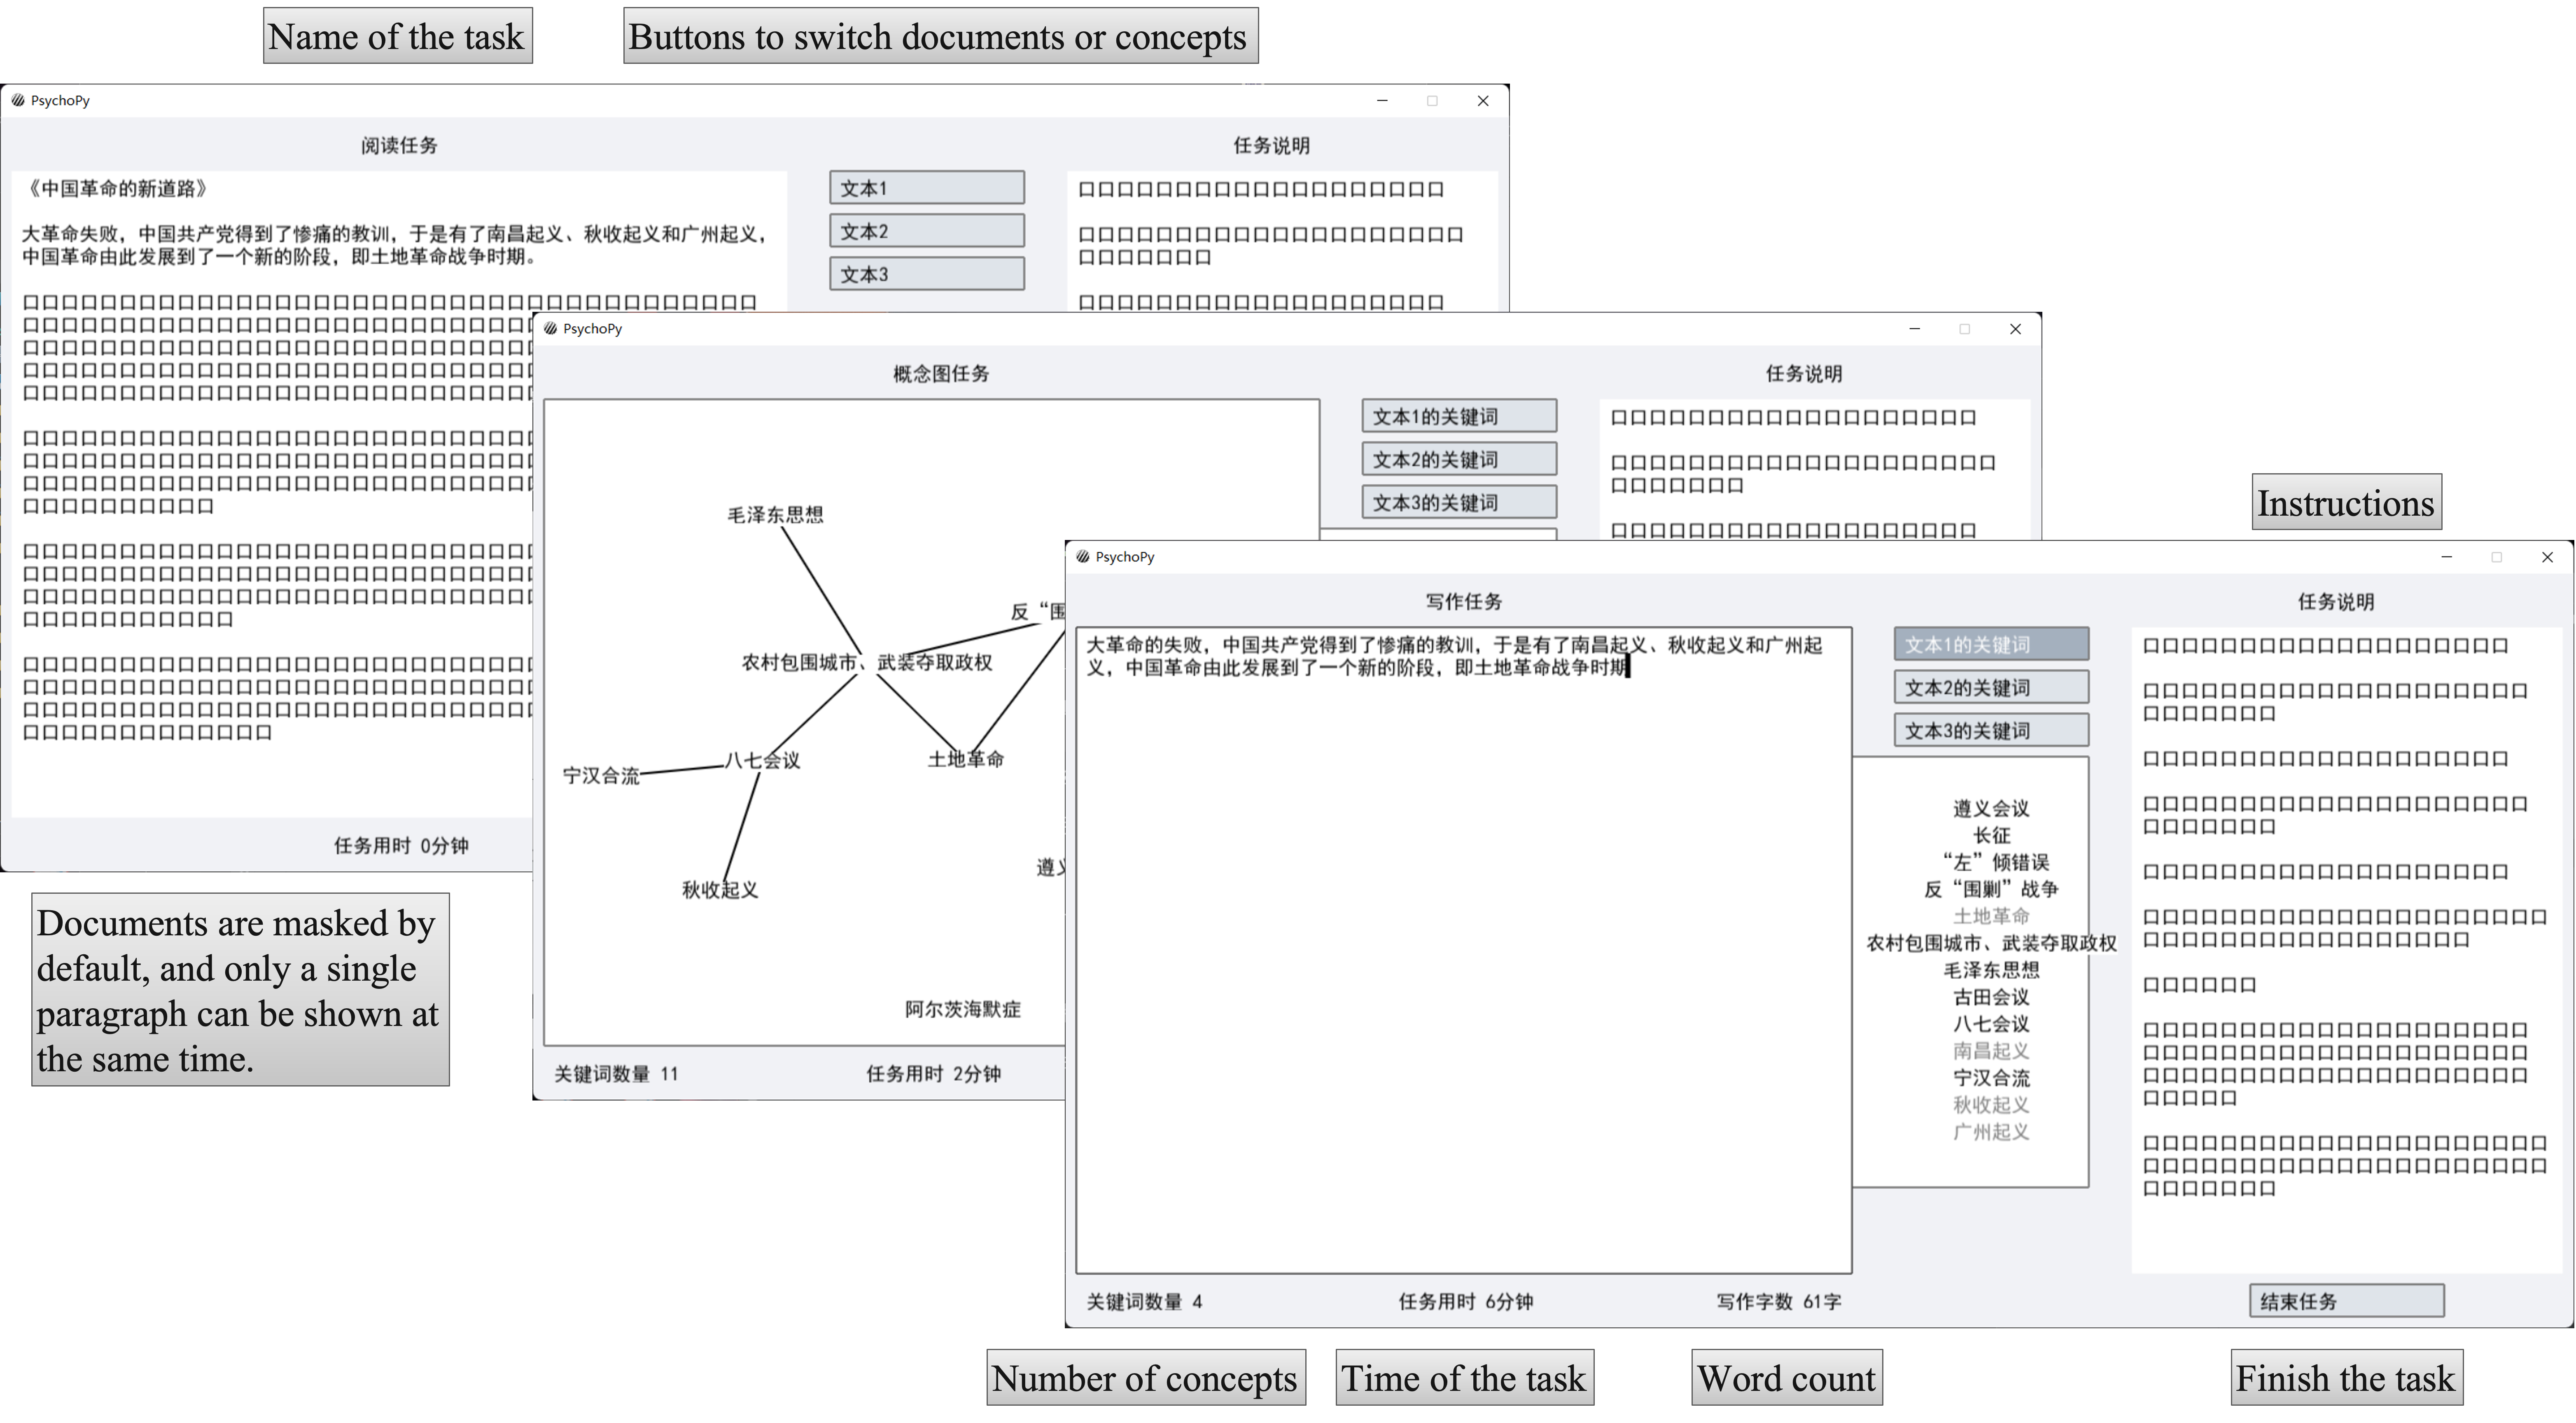 Name of the task
Buttons to switch documents or concepts
PsychoPy
阅读任务
任务说明
《中国革命的新道路》
大革命失败，中国共产党得到了惨痛的教训，于是有了南昌起义、秋收起义和广州起义，
中国革命由此发展到了一个新的阶段，即土地革命战争时期。
文本1
文本2
文本3
任务用时 0分钟
Documents are masked by
default, and only a single
paragraph can be shown at
the same time.
PsychoPy
概念图任务
任务说明
文本1的关键词
文本2的关键词
文本3的关键词
毛泽东思想
反“围
农村包围城市、武装夺取政权
八七会议
土地革命
宁汉合流
遵义
秋收起义
阿尔茨海默症
关键词数量 11
任务用时 2分钟
Instructions
PsychoPy
写作任务
任务说明
大革命的失败，中国共产党得到了惨痛的教训，于是有了南昌起义、秋收起义和广州起
义，中国革命由此发展到了一个新的阶段，即土地革命战争时期
文本1的关键词
文本2的关键词
文本3的关键词
遵义会议
长征
“左”倾错误
反“围剿”战争
土地革命
农村包围城市、武装夺取政权
毛泽东思想
古田会议
八七会议
南昌起义
宁汉合流
秋收起义
广州起义
关键词数量 4
任务用时 6分钟
写作字数 61字
结束任务
Number of concepts
Time of the task
Word count
Finish the task